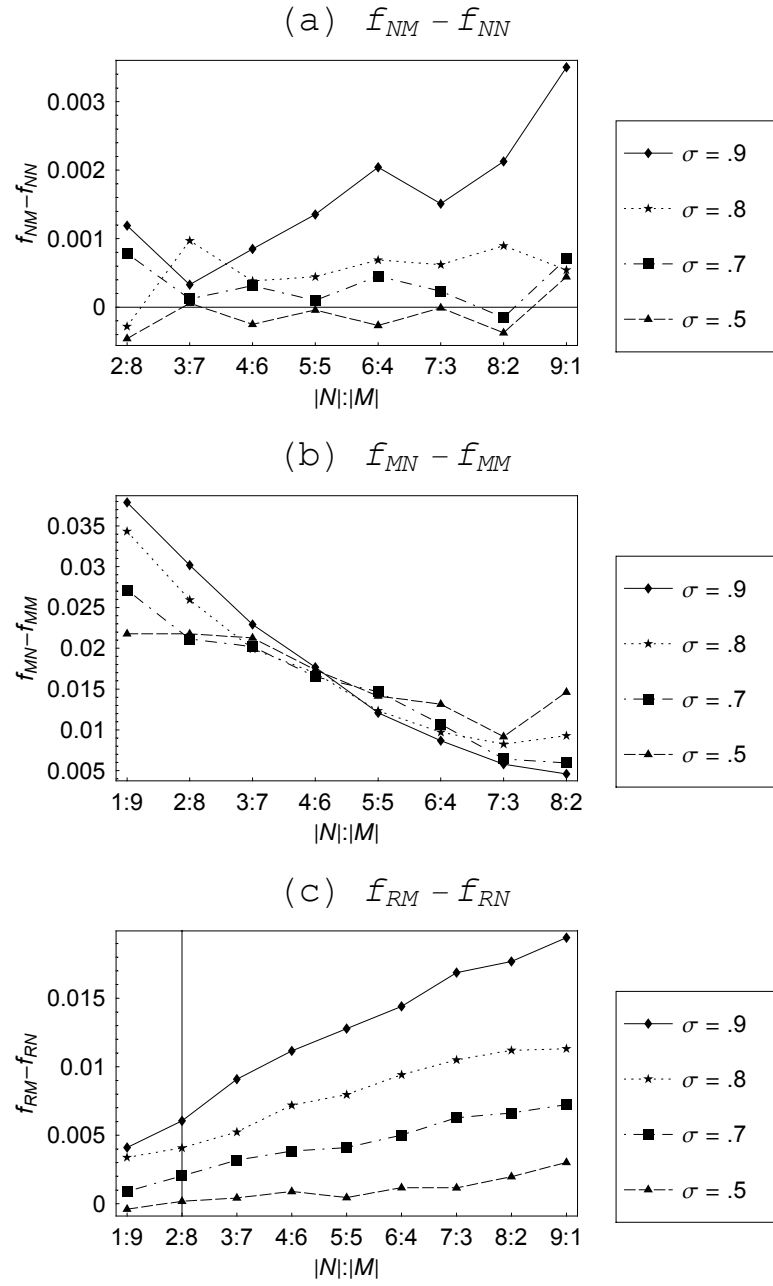 (a) f_NM − f_NN
f_NM−f_NN
0.003
0.002
0.001
0
2:8 3:7 4:6 5:5 6:4 7:3 8:2 9:1
|N|:|M|
σ = .9
σ = .8
σ = .7
σ = .5
(b) f_MN − f_MM
f_MN−f_MM
0.035
0.03
0.025
0.02
0.015
0.01
0.005
1:9 2:8 3:7 4:6 5:5 6:4 7:3 8:2
|N|:|M|
σ = .9
σ = .8
σ = .7
σ = .5
(c) f_RM − f_RN
f_RM−f_RN
0.015
0.01
0.005
0
1:9 2:8 3:7 4:6 5:5 6:4 7:3 8:2 9:1
|N|:|M|
σ = .9
σ = .8
σ = .7
σ = .5